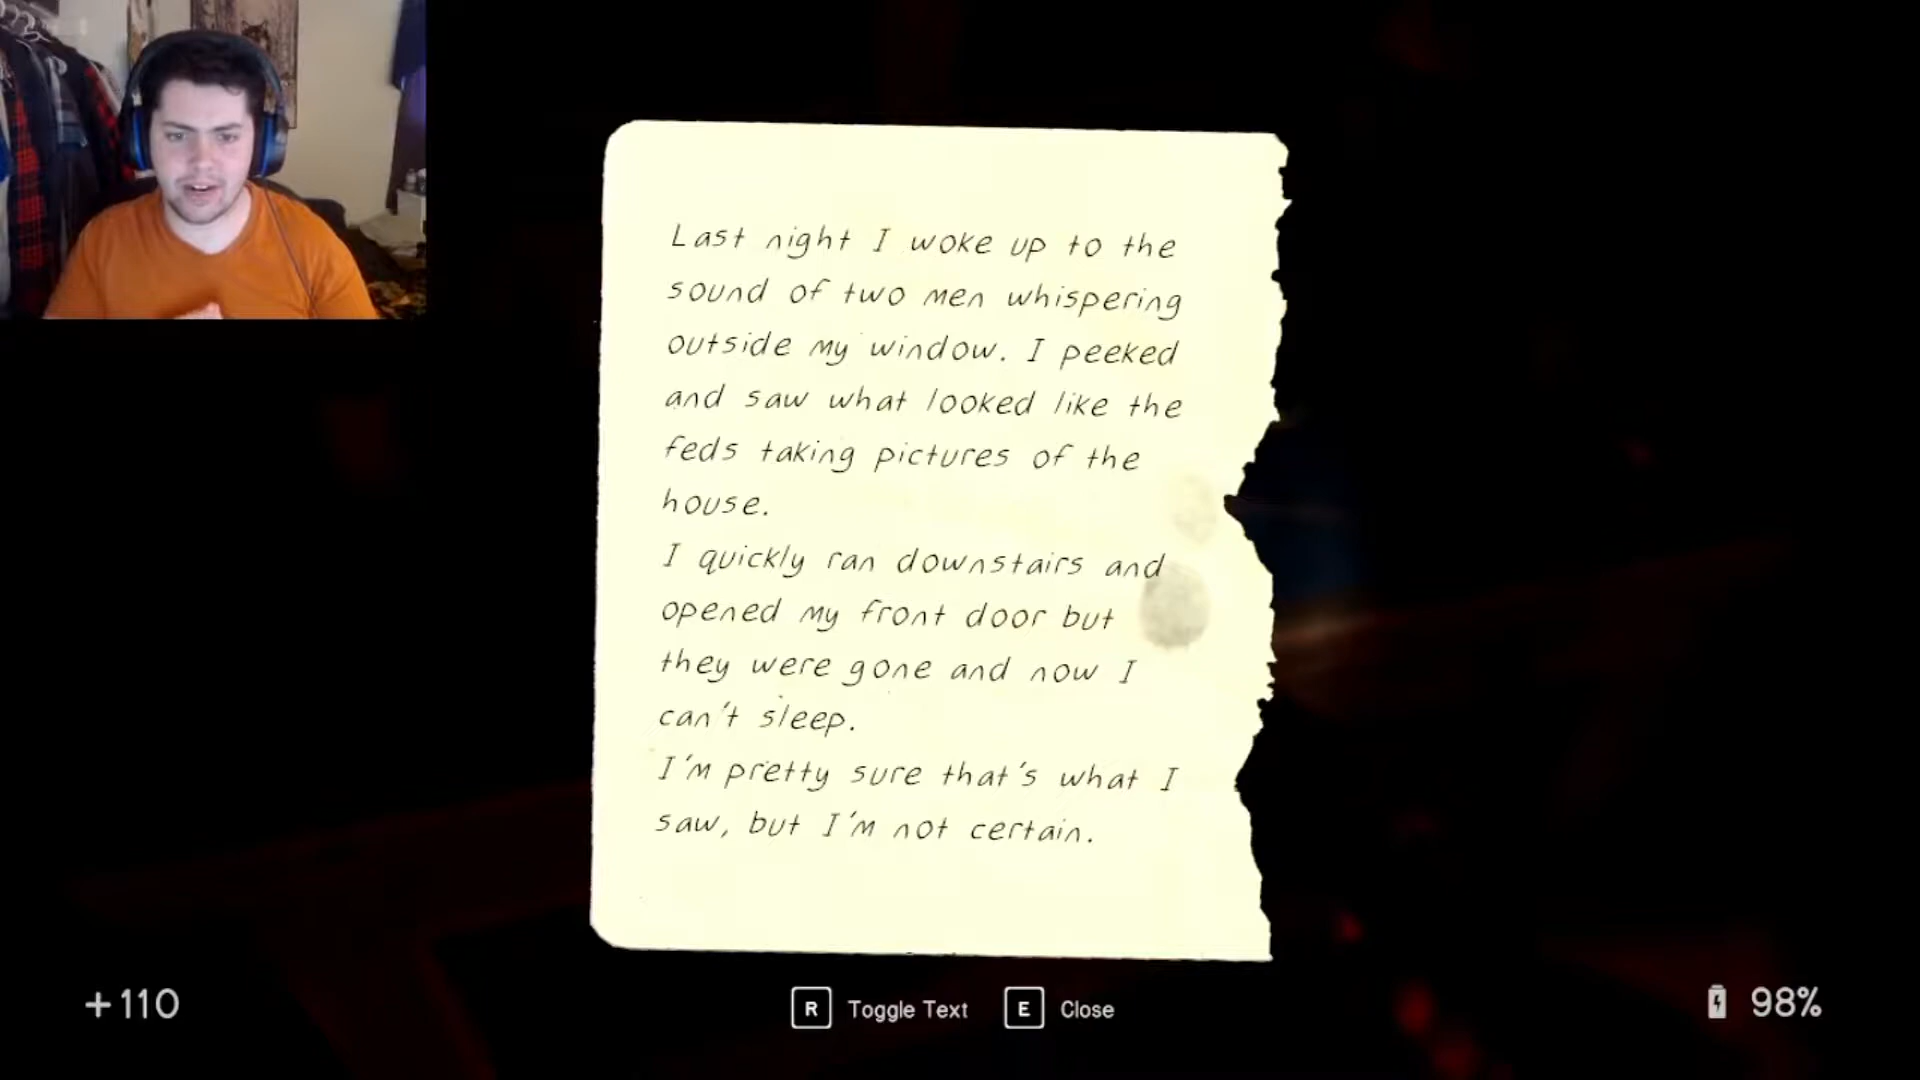 Last night I woke up to the
sound of two men whispering
outside my window. I peeked
and saw what looked like the
feds taking pictures of the
house.
I quickly ran downstairs and
opened my front door but
they were gone and now I
can't sleep.
I'm pretty sure that's what I
saw, but I'm not certain.
+110
R Toggle Text E Close
98%